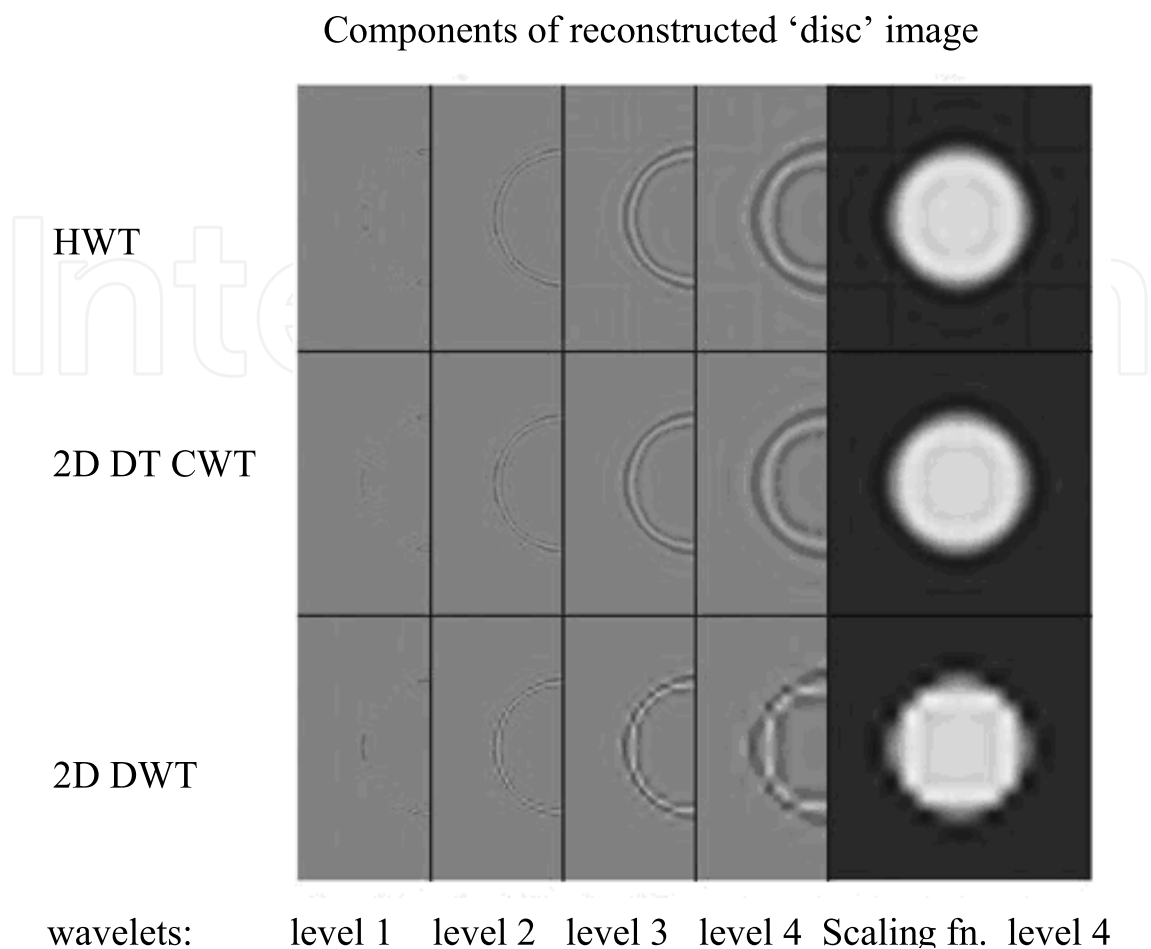 Components of reconstructed ‘disc’ image
HWT
2D DT CWT
2D DWT
wavelets: level 1 level 2 level 3 level 4 Scaling fn. level 4